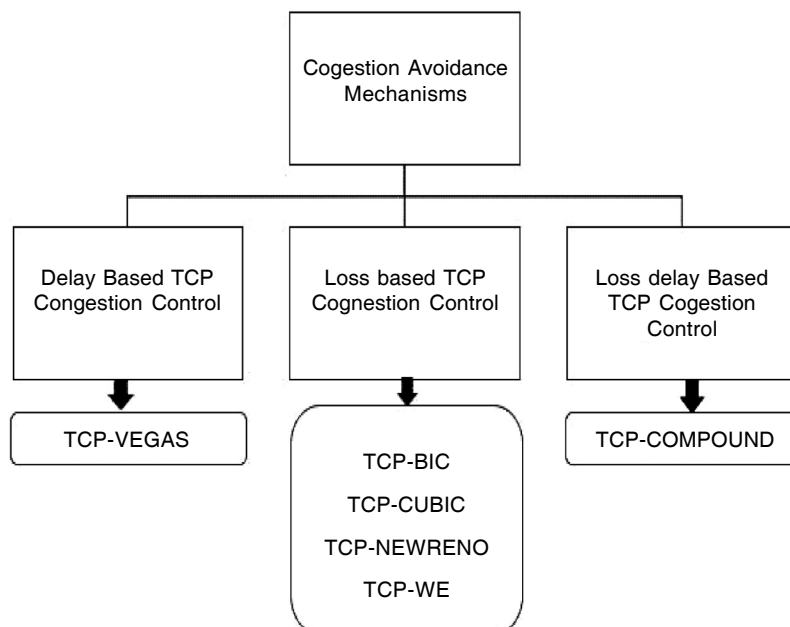 Cogestion Avoidance
Mechanisms
Delay Based TCP
Congestion Control
Loss based TCP
Cognestion Control
Loss delay Based
TCP Cogestion
Control
TCP-VEGAS
TCP-BIC
TCP-CUBIC
TCP-NEWRENO
TCP-WE
TCP-COMPOUND